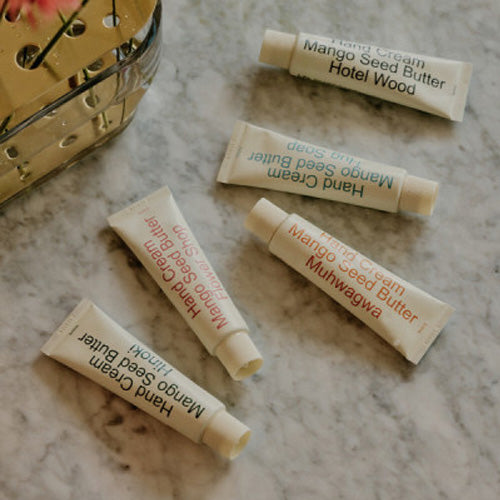 Hand Cream
Mango Seed Butter
Hotel Wood
Hand Cream
Mango Seed Butter
Hug Soap
Hand Cream
Mango Seed Butter
Muhwagwa
Hand Cream
Mango Seed Butter
Flower Shop
Hand Cream
Mango Seed Butter
Hinoki